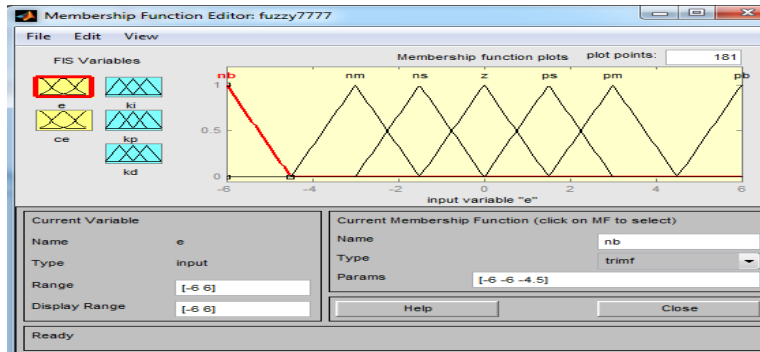 Membership Function Editor: fuzzy7777
File Edit View
FIS Variables
Membership function plots plot points: 181
e
ki
ce
kp
kd
nb nm ns z ps pm pb
1
0.5
0
-6 -4 -2 0 2 4 6
input variable "e"
Current Variable
Name e
Type input
Range [-6 6]
Display Range [-6 6]
Current Membership Function (click on MF to select)
Name nb
Type trimf
Params [-6 -6 -4.5]
Help Close
Ready